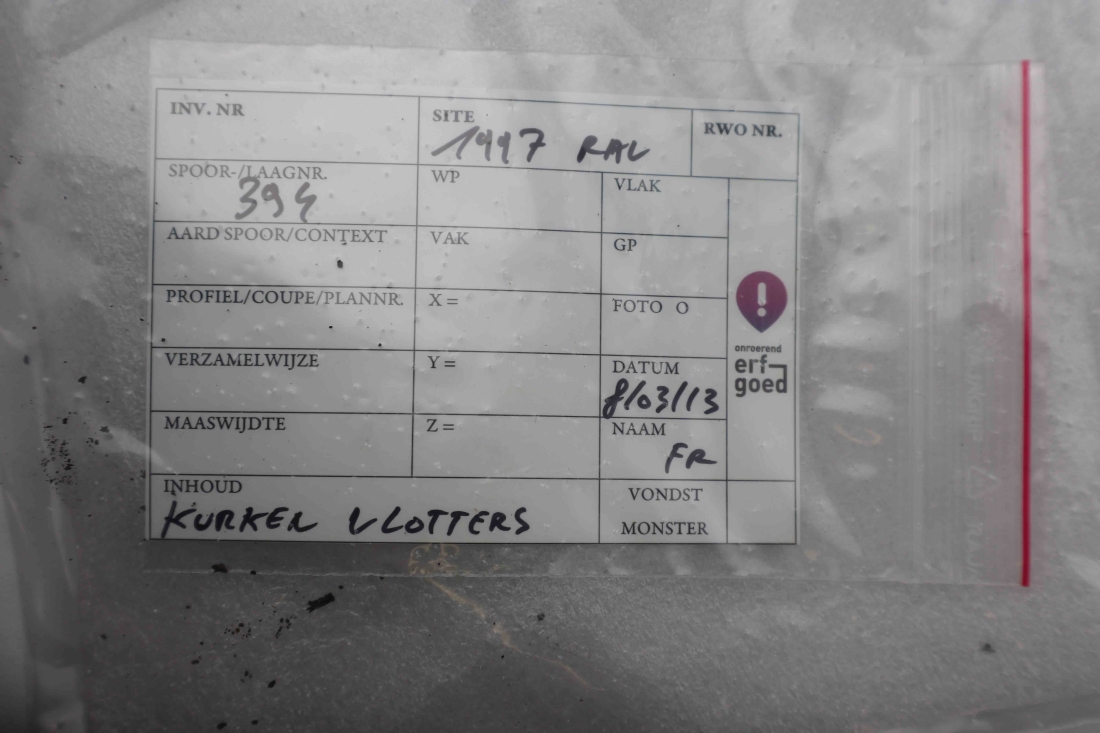 INV. NR
SITE
1997 RAV
RWO NR.
SPOOR-/LAAGNR.
394
WP
VLAK
AARD SPOOR/CONTEXT
VAK
GP
PROFIEL/COUPE/PLANNR.
X =
FOTO O
VERZAMELWIJZE
Y =
DATUM
8/03/13
MAASWIJDTE
Z =
NAAM
FR
INHOUD
KURKEN VLOTTERS
VONDST
MONSTER
onroerend
erf
goed